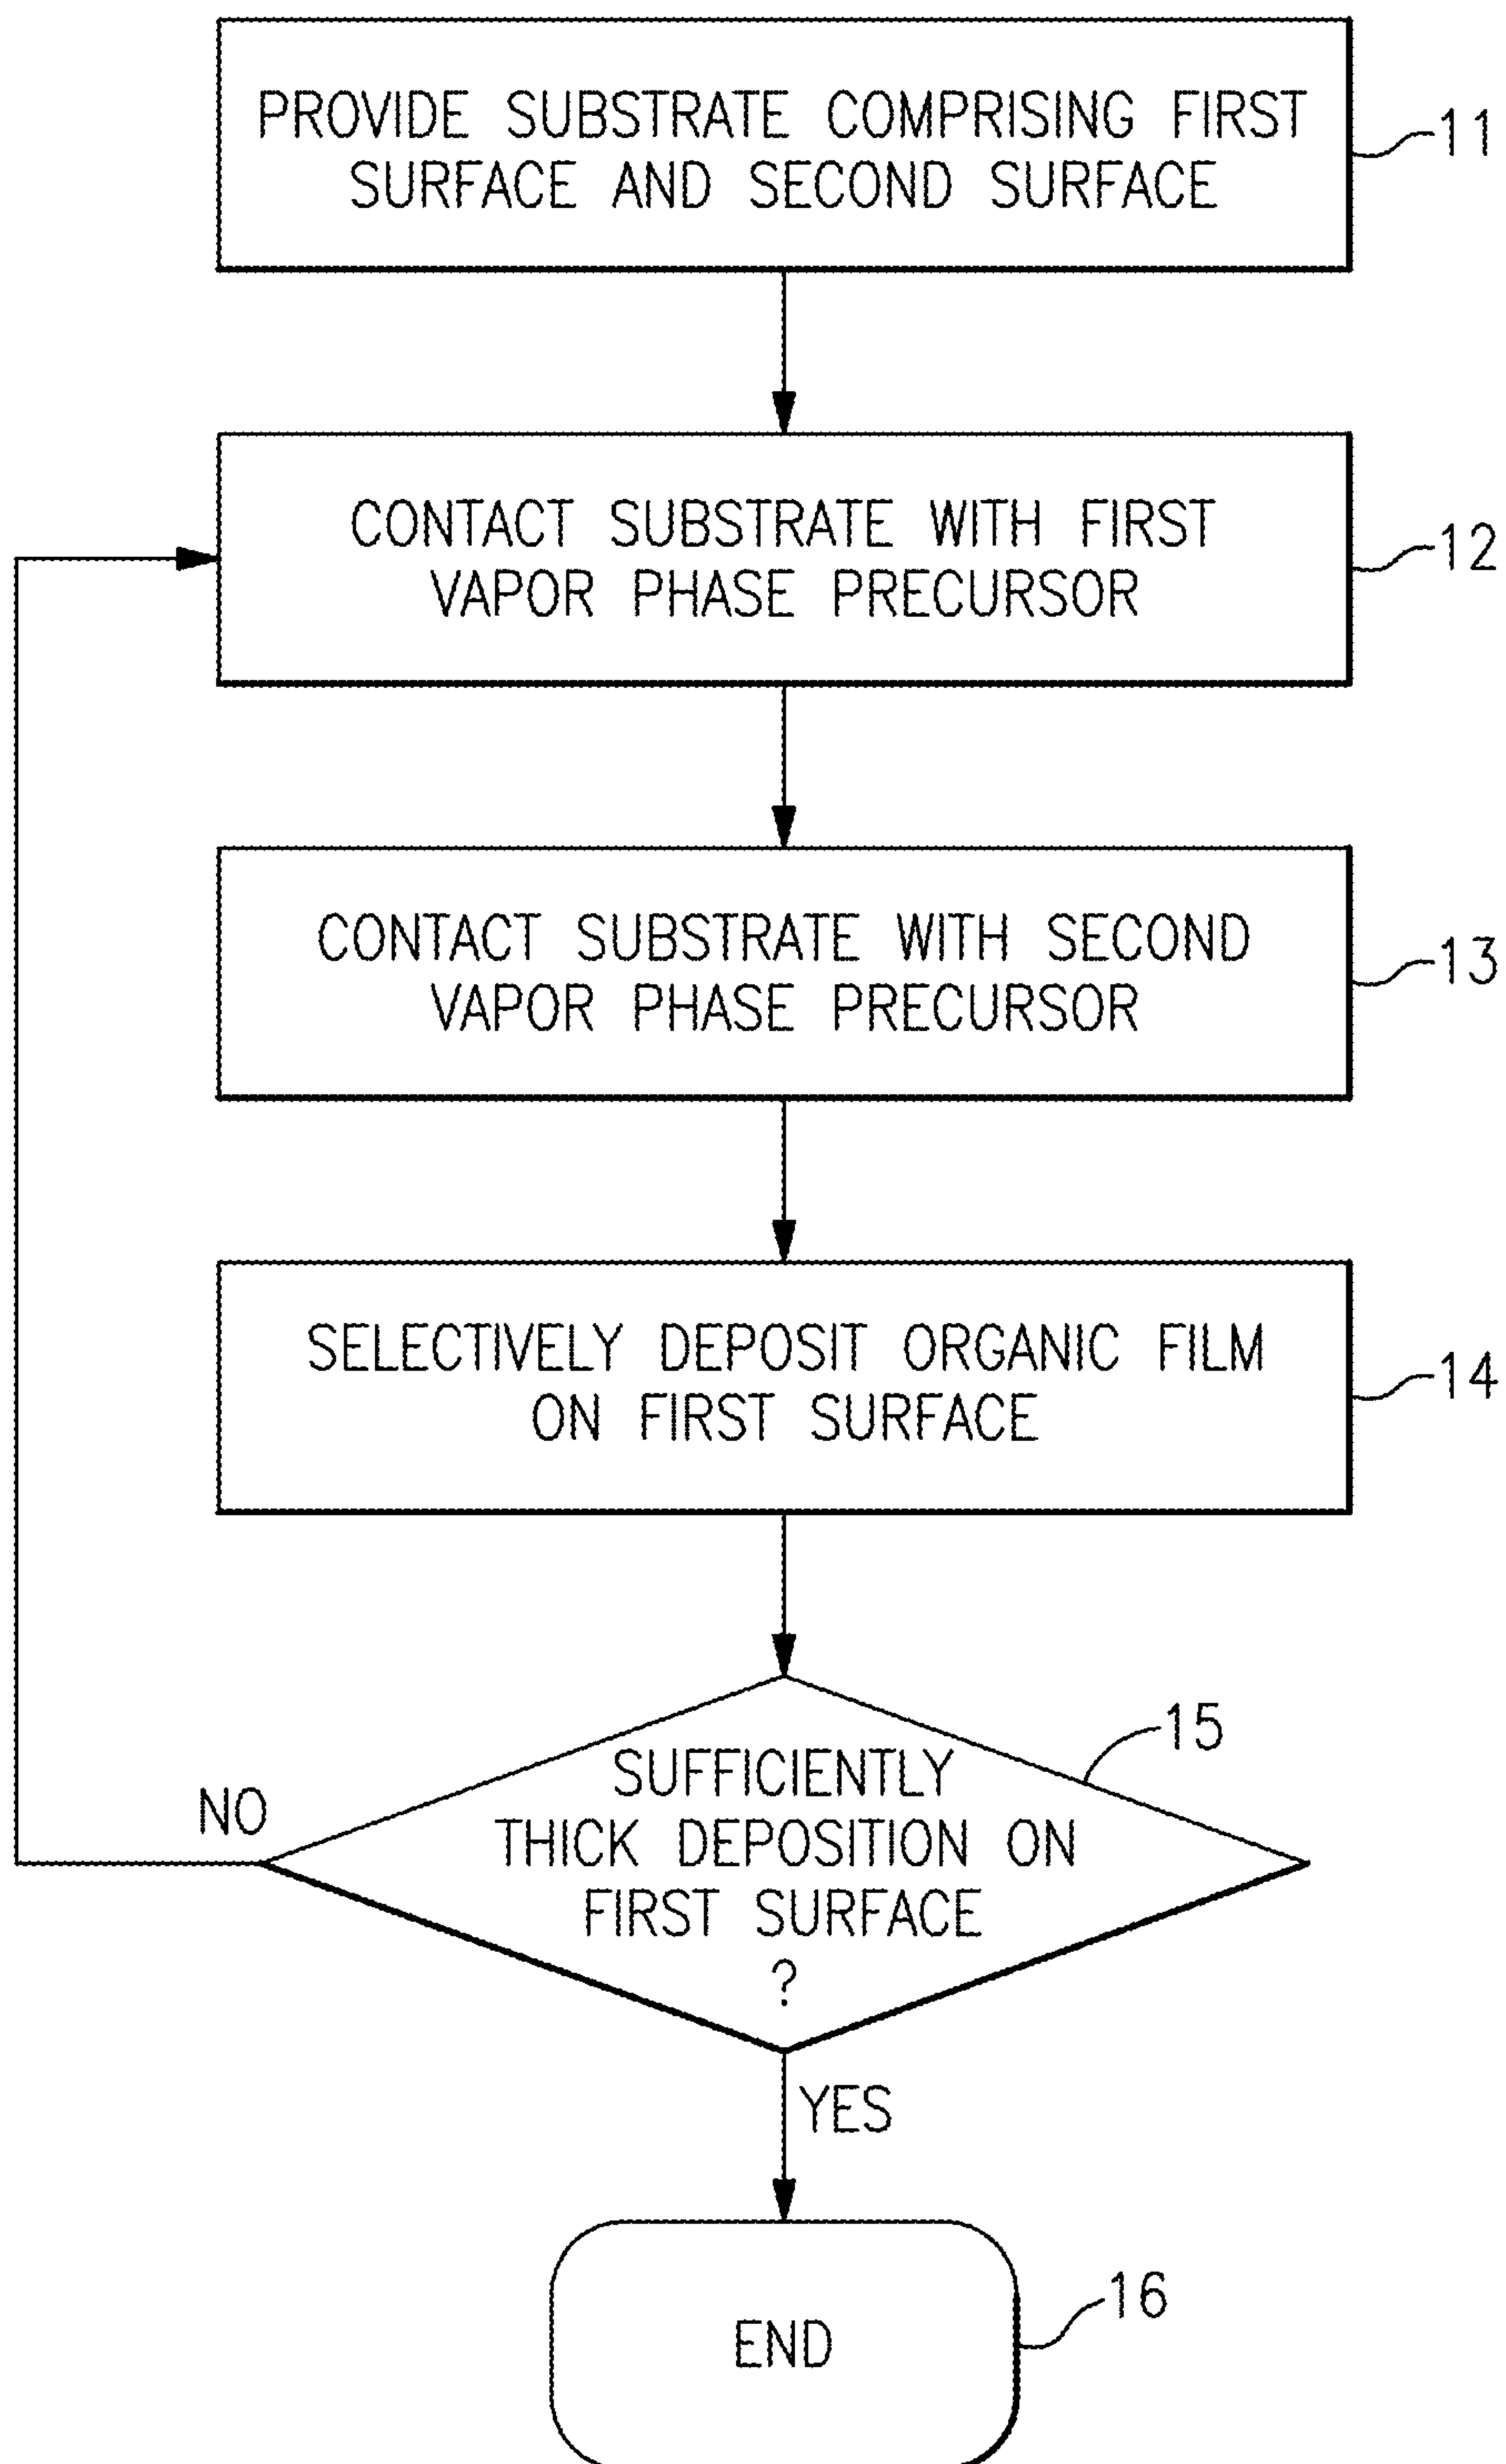 PROVIDE SUBSTRATE COMPRISING FIRST
SURFACE AND SECOND SURFACE
11
CONTACT SUBSTRATE WITH FIRST
VAPOR PHASE PRECURSOR
12
CONTACT SUBSTRATE WITH SECOND
VAPOR PHASE PRECURSOR
13
SELECTIVELY DEPOSIT ORGANIC FILM
ON FIRST SURFACE
14
15
NO
SUFFICIENTLY
THICK DEPOSITION ON
FIRST SURFACE
?
YES
END
16